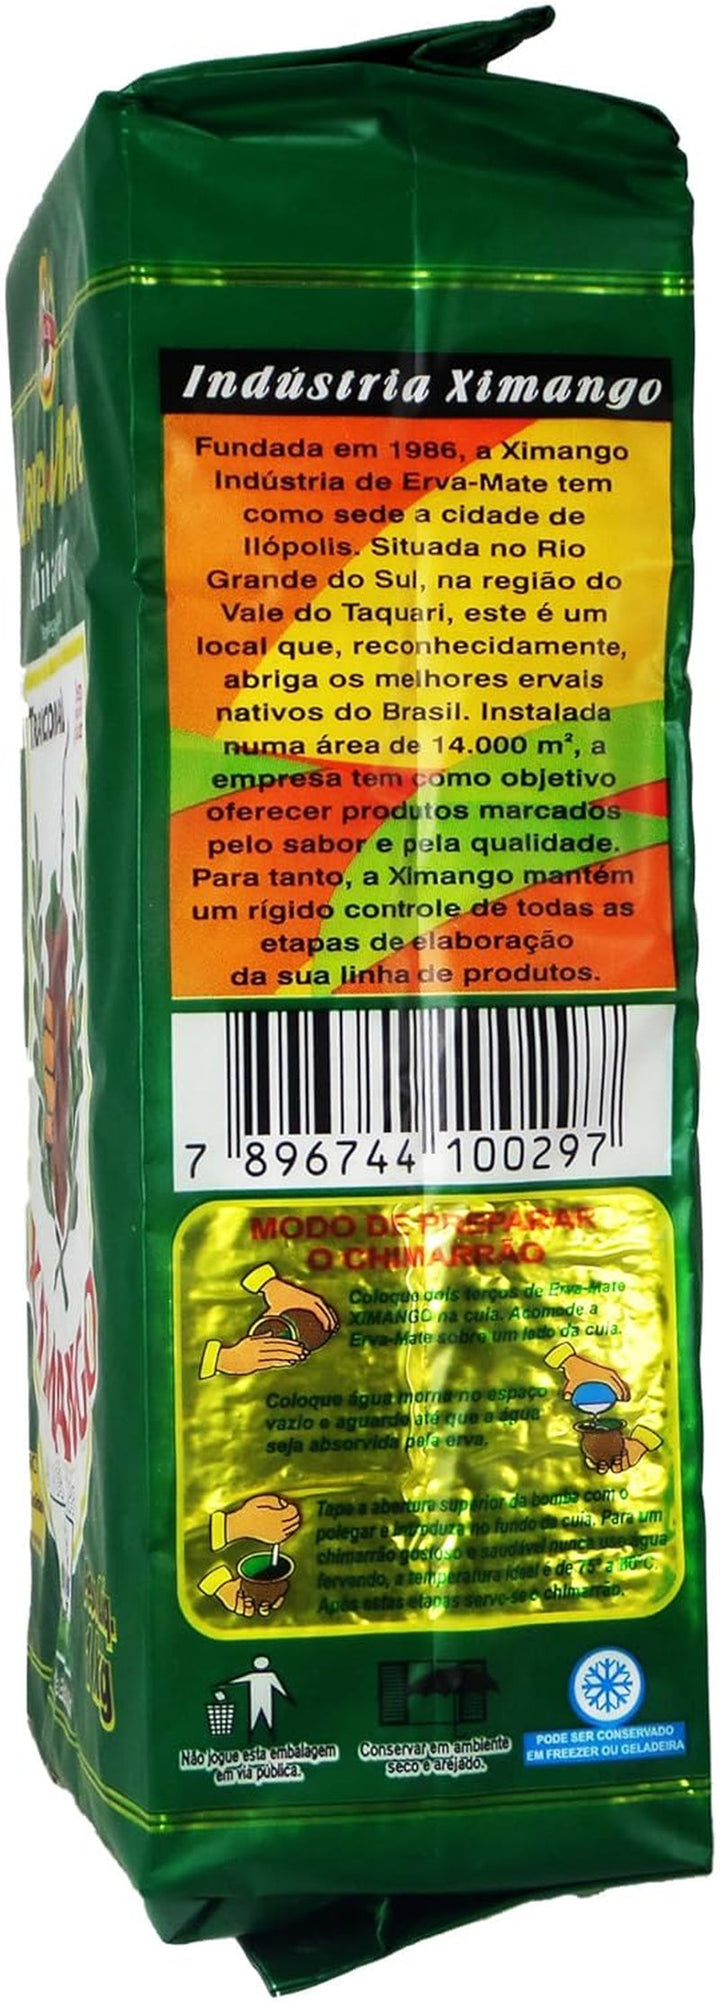 Indústria Ximango
Fundada em 1986, a Ximango
Indústria de Erva-Mate tem
como sede a cidade de
Ilópolis. Situada no Rio
Grande do Sul, na região do
Vale do Taquari, este é um
local que, reconhecidamente,
abriga os melhores ervais
nativos do Brasil. Instalada
numa área de 14.000 m², a
empresa tem como objetivo
oferecer produtos marcados
pelo sabor e pela qualidade.
Para tanto, a Ximango mantém
um rígido controle de todas as
etapas de elaboração
da sua linha de produtos.
7 896744 100297
MODO DE PREPARAR
O CHIMARRÃO
Coloque dois terços de Erva-Mate
XIMANGO na cuia. Acomode a
Erva-Mate sobre um lado da cuia.
Coloque água morna no espaço
vazio e aguarde até que a água
seja absorvida pela erva.
Tape a abertura superior da bomba com o
polegar e introduza no fundo da cuia. Para um
chimarrão gostoso e saudável nunca use água
fervendo, a temperatura ideal é de 75° a 80°C.
Após estas etapas serve-se o chimarrão.
Não jogue esta embalagem
em via pública.
Conservar em ambiente
seco e arejado.
PODE SER CONSERVADO
EM FREEZER OU GELADEIRA
XIMANGO
1kg